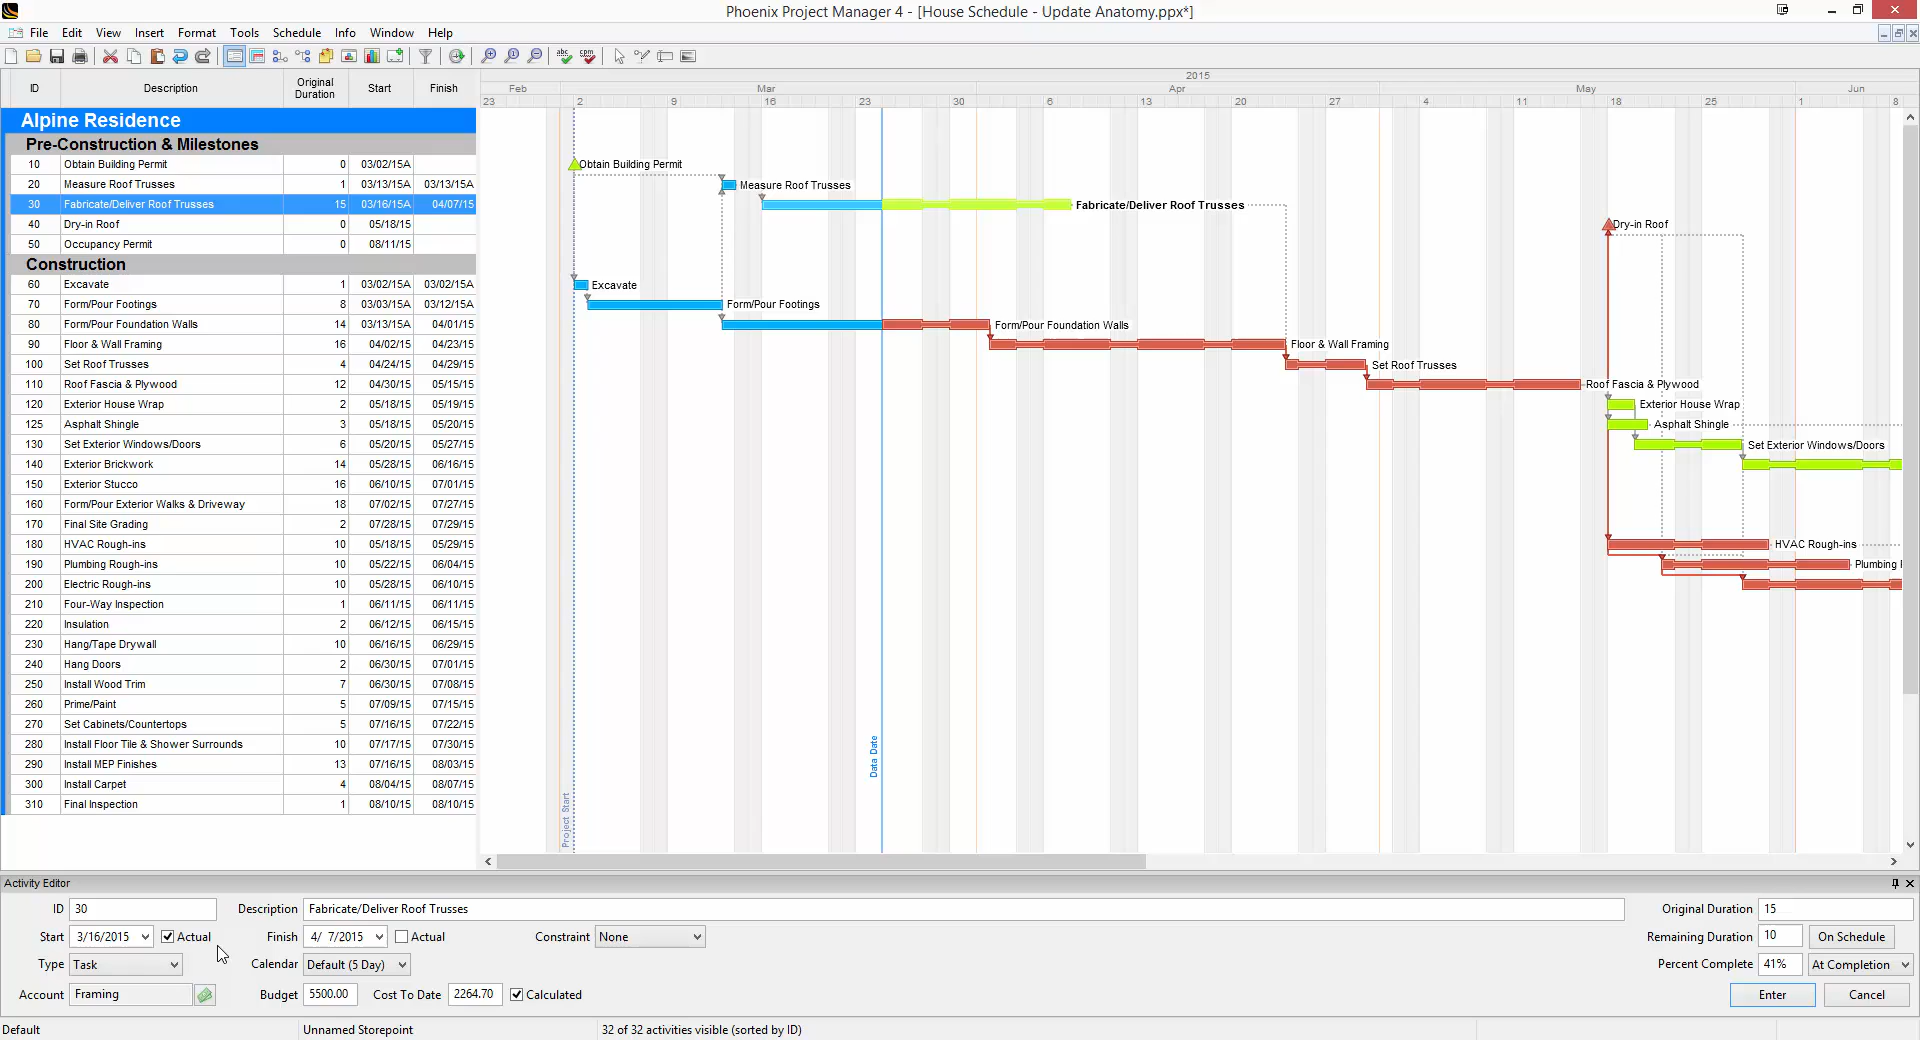 Phoenix Project Manager 4 - [House Schedule - Update Anatomy.ppx*]
File Edit View Insert Format Tools Schedule Info Window Help
ID Description Original Duration Start Finish
2015
Feb Mar Apr May Jun
23 2 9 16 23 30 6 13 20 27 4 11 18 25 1 8
Alpine Residence
Pre-Construction & Milestones
10 Obtain Building Permit 0 03/02/15A
20 Measure Roof Trusses 1 03/13/15A 03/13/15A
30 Fabricate/Deliver Roof Trusses 15 03/16/15A 04/07/15
40 Dry-in Roof 0 05/18/15
50 Occupancy Permit 0 08/11/15
Construction
60 Excavate 1 03/02/15A 03/02/15A
70 Form/Pour Footings 8 03/03/15A 03/12/15A
80 Form/Pour Foundation Walls 14 03/13/15A 04/01/15
90 Floor & Wall Framing 16 04/02/15 04/23/15
100 Set Roof Trusses 4 04/24/15 04/29/15
110 Roof Fascia & Plywood 12 04/30/15 05/15/15
120 Exterior House Wrap 2 05/18/15 05/19/15
125 Asphalt Shingle 3 05/18/15 05/20/15
130 Set Exterior Windows/Doors 6 05/20/15 05/27/15
140 Exterior Brickwork 14 05/28/15 06/16/15
150 Exterior Stucco 16 06/10/15 07/01/15
160 Form/Pour Exterior Walks & Driveway 18 07/02/15 07/27/15
170 Final Site Grading 2 07/28/15 07/29/15
180 HVAC Rough-ins 10 05/18/15 05/29/15
190 Plumbing Rough-ins 10 05/22/15 06/04/15
200 Electric Rough-ins 10 05/28/15 06/10/15
210 Four-Way Inspection 1 06/11/15 06/11/15
220 Insulation 2 06/12/15 06/15/15
230 Hang/Tape Drywall 10 06/16/15 06/29/15
240 Hang Doors 2 06/30/15 07/01/15
250 Install Wood Trim 7 06/30/15 07/08/15
260 Prime/Paint 5 07/09/15 07/15/15
270 Set Cabinets/Countertops 5 07/16/15 07/22/15
280 Install Floor Tile & Shower Surrounds 10 07/17/15 07/30/15
290 Install MEP Finishes 13 07/16/15 08/03/15
300 Install Carpet 4 08/04/15 08/07/15
310 Final Inspection 1 08/10/15 08/10/15
Obtain Building Permit
Measure Roof Trusses
Fabricate/Deliver Roof Trusses
Dry-in Roof
Excavate
Form/Pour Footings
Form/Pour Foundation Walls
Floor & Wall Framing
Set Roof Trusses
Roof Fascia & Plywood
Exterior House Wrap
Asphalt Shingle
Set Exterior Windows/Doors
HVAC Rough-ins
Plumbing
Data Date
Project Start
Activity Editor
ID 30 Description Fabricate/Deliver Roof Trusses Original Duration 15
Start 3/16/2015 Actual Finish 4/ 7/2015 Actual Constraint None Remaining Duration 10 On Schedule
Type Task Calendar Default (5 Day) Percent Complete 41% At Completion
Account Framing Budget 5500.00 Cost To Date 2264.70 Calculated Enter Cancel
Default Unnamed Storepoint 32 of 32 activities visible (sorted by ID)